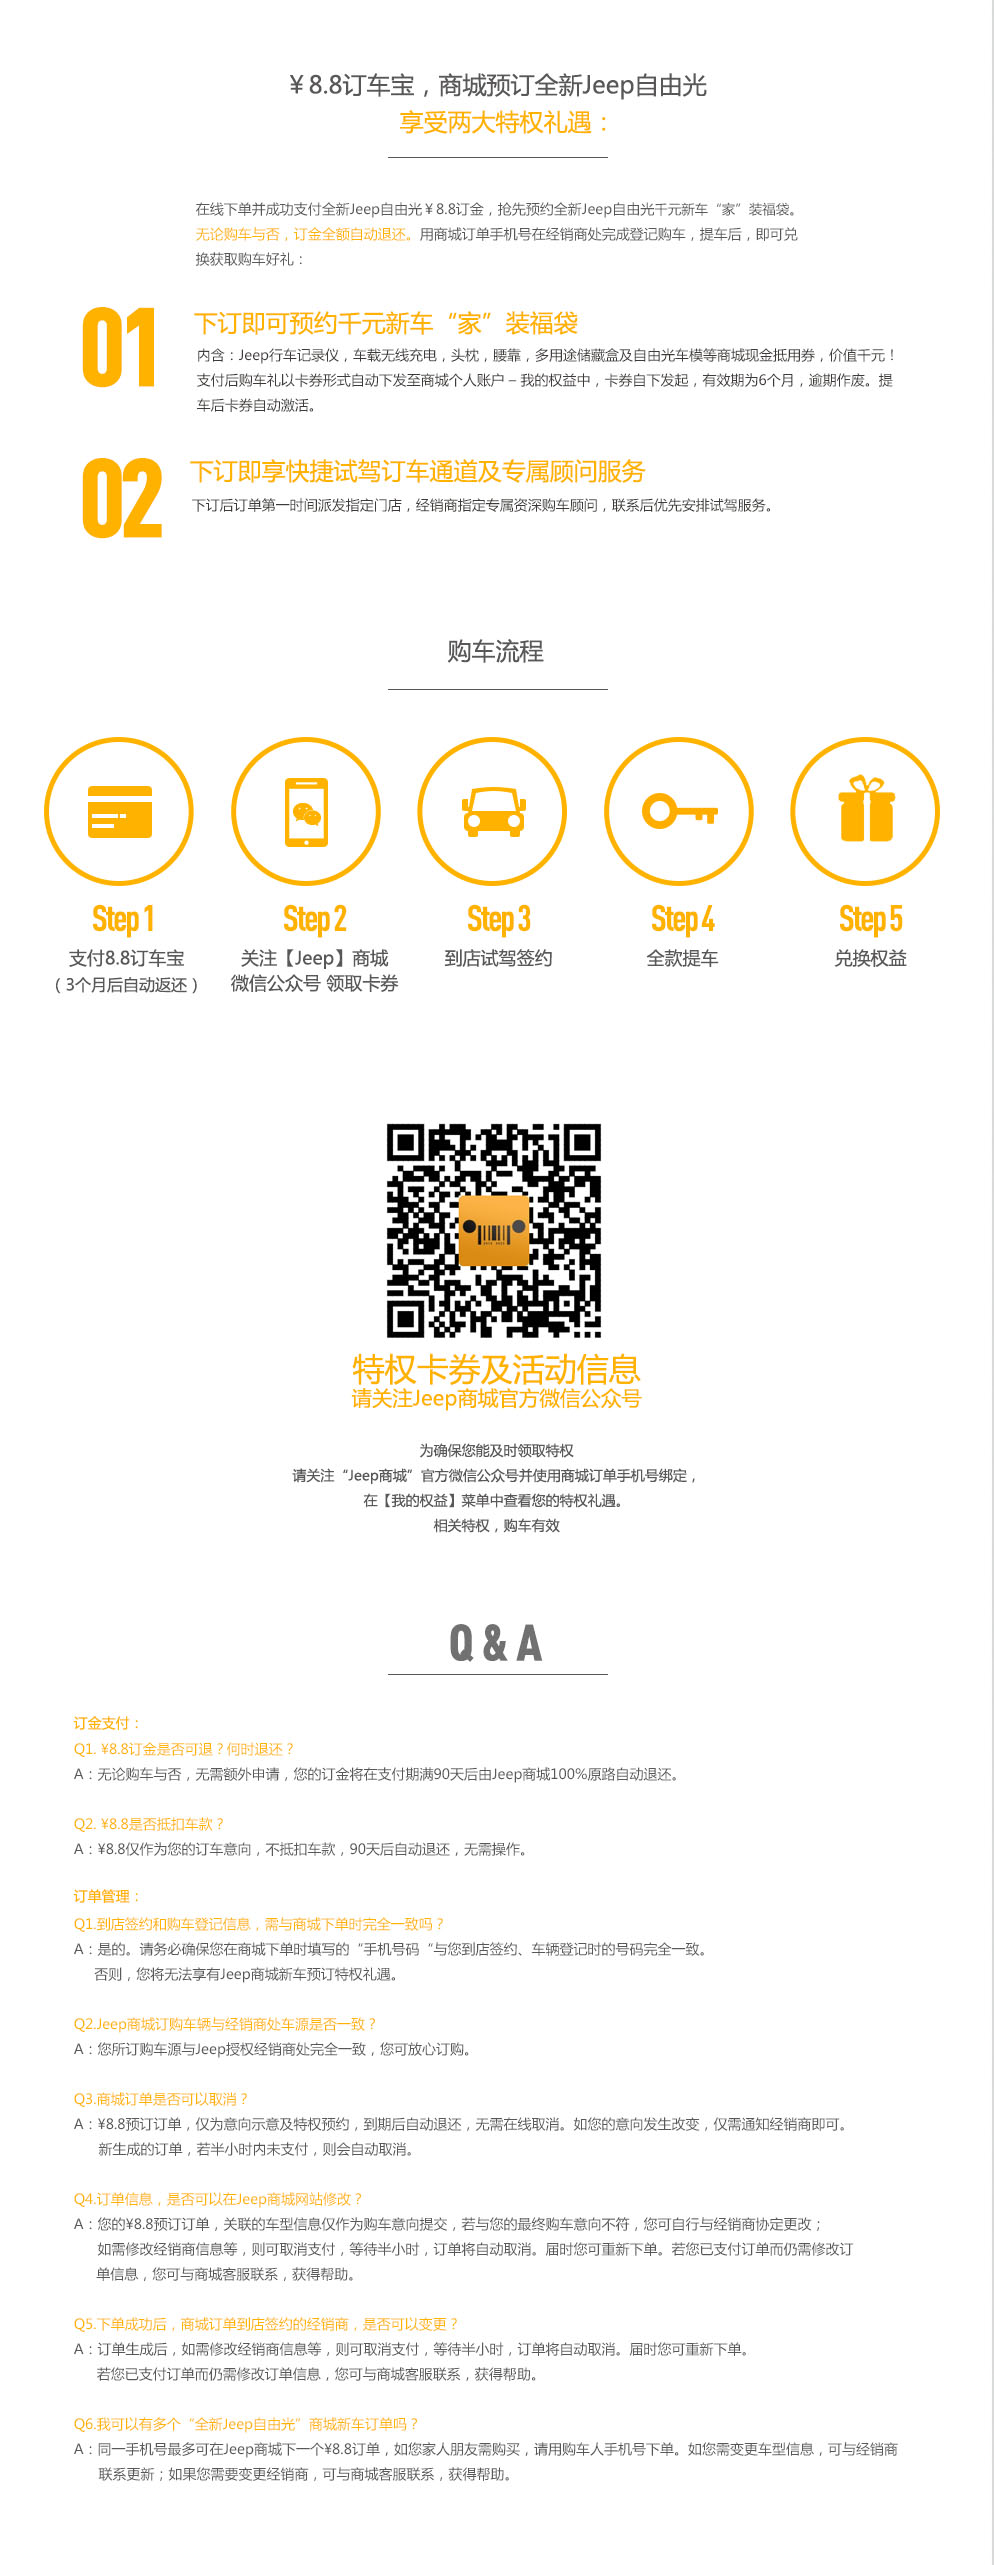 ¥8.8订车宝，商城预订全新Jeep自由光
享受两大特权礼遇：
在线下单并成功支付全新Jeep自由光¥8.8订金，抢先预约全新Jeep自由光千元新车“家”装福袋。
无论购车与否，订金全额自动退还。用商城订单手机号在经销商处完成登记购车，提车后，即可兑
换获取购车好礼：
01
下订即可预约千元新车“家”装福袋
内含：Jeep行车记录仪，车载无线充电，头枕，腰靠，多用途储藏盒及自由光车模等商城现金抵用券，价值千元！
支付后购车礼以卡券形式自动下发至商城个人账户 – 我的权益中，卡券自下发起，有效期为6个月，逾期作废。提
车后卡券自动激活。
02
下订即享快捷试驾订车通道及专属顾问服务
下订后订单第一时间派发指定门店，经销商指定专属资深购车顾问，联系后优先安排试驾服务。
购车流程
Step 1
支付8.8订车宝
（3个月后自动返还）
Step 2
关注【Jeep】商城
微信公众号 领取卡券
Step 3
到店试驾签约
Step 4
全款提车
Step 5
兑换权益
特权卡券及活动信息
请关注Jeep商城官方微信公众号
为确保您能及时领取特权
请关注“Jeep商城”官方微信公众号并使用商城订单手机号绑定，
在【我的权益】菜单中查看您的特权礼遇。
相关特权，购车有效
Q & A
订金支付：
Q1. ¥8.8订金是否可退？何时退还？
A：无论购车与否，无需额外申请，您的订金将在支付期满90天后由Jeep商城100%原路自动退还。
Q2. ¥8.8是否抵扣车款？
A：¥8.8仅作为您的订车意向，不抵扣车款，90天后自动退还，无需操作。
订单管理：
Q1.到店签约和购车登记信息，需与商城下单时完全一致吗？
A：是的。请务必确保您在商城下单时填写的“手机号码“与您到店签约、车辆登记时的号码完全一致。
否则，您将无法享有Jeep商城新车预订特权礼遇。
Q2.Jeep商城订购车辆与经销商处车源是否一致？
A：您所订购车源与Jeep授权经销商处完全一致，您可放心订购。
Q3.商城订单是否可以取消？
A：¥8.8预订订单，仅为意向示意及特权预约，到期后自动退还，无需在线取消。如您的意向发生改变，仅需通知经销商即可。
新生成的订单，若半小时内未支付，则会自动取消。
Q4.订单信息，是否可以在Jeep商城网站修改？
A：您的¥8.8预订订单，关联的车型信息仅作为购车意向提交，若与您的最终购车意向不符，您可自行与经销商协定更改；
如需修改经销商信息等，则可取消支付，等待半小时，订单将自动取消。届时您可重新下单。若您已支付订单而仍需修改订
单信息，您可与商城客服联系，获得帮助。
Q5.下单成功后，商城订单到店签约的经销商，是否可以变更？
A：订单生成后，如需修改经销商信息等，则可取消支付，等待半小时，订单将自动取消。届时您可重新下单。
若您已支付订单而仍需修改订单信息，您可与商城客服联系，获得帮助。
Q6.我可以有多个“全新Jeep自由光”商城新车订单吗？
A：同一手机号最多可在Jeep商城下一个¥8.8订单，如您家人朋友需购买，请用购车人手机号下单。如您需变更车型信息，可与经销商
联系更新；如果您需要变更经销商，可与商城客服联系，获得帮助。